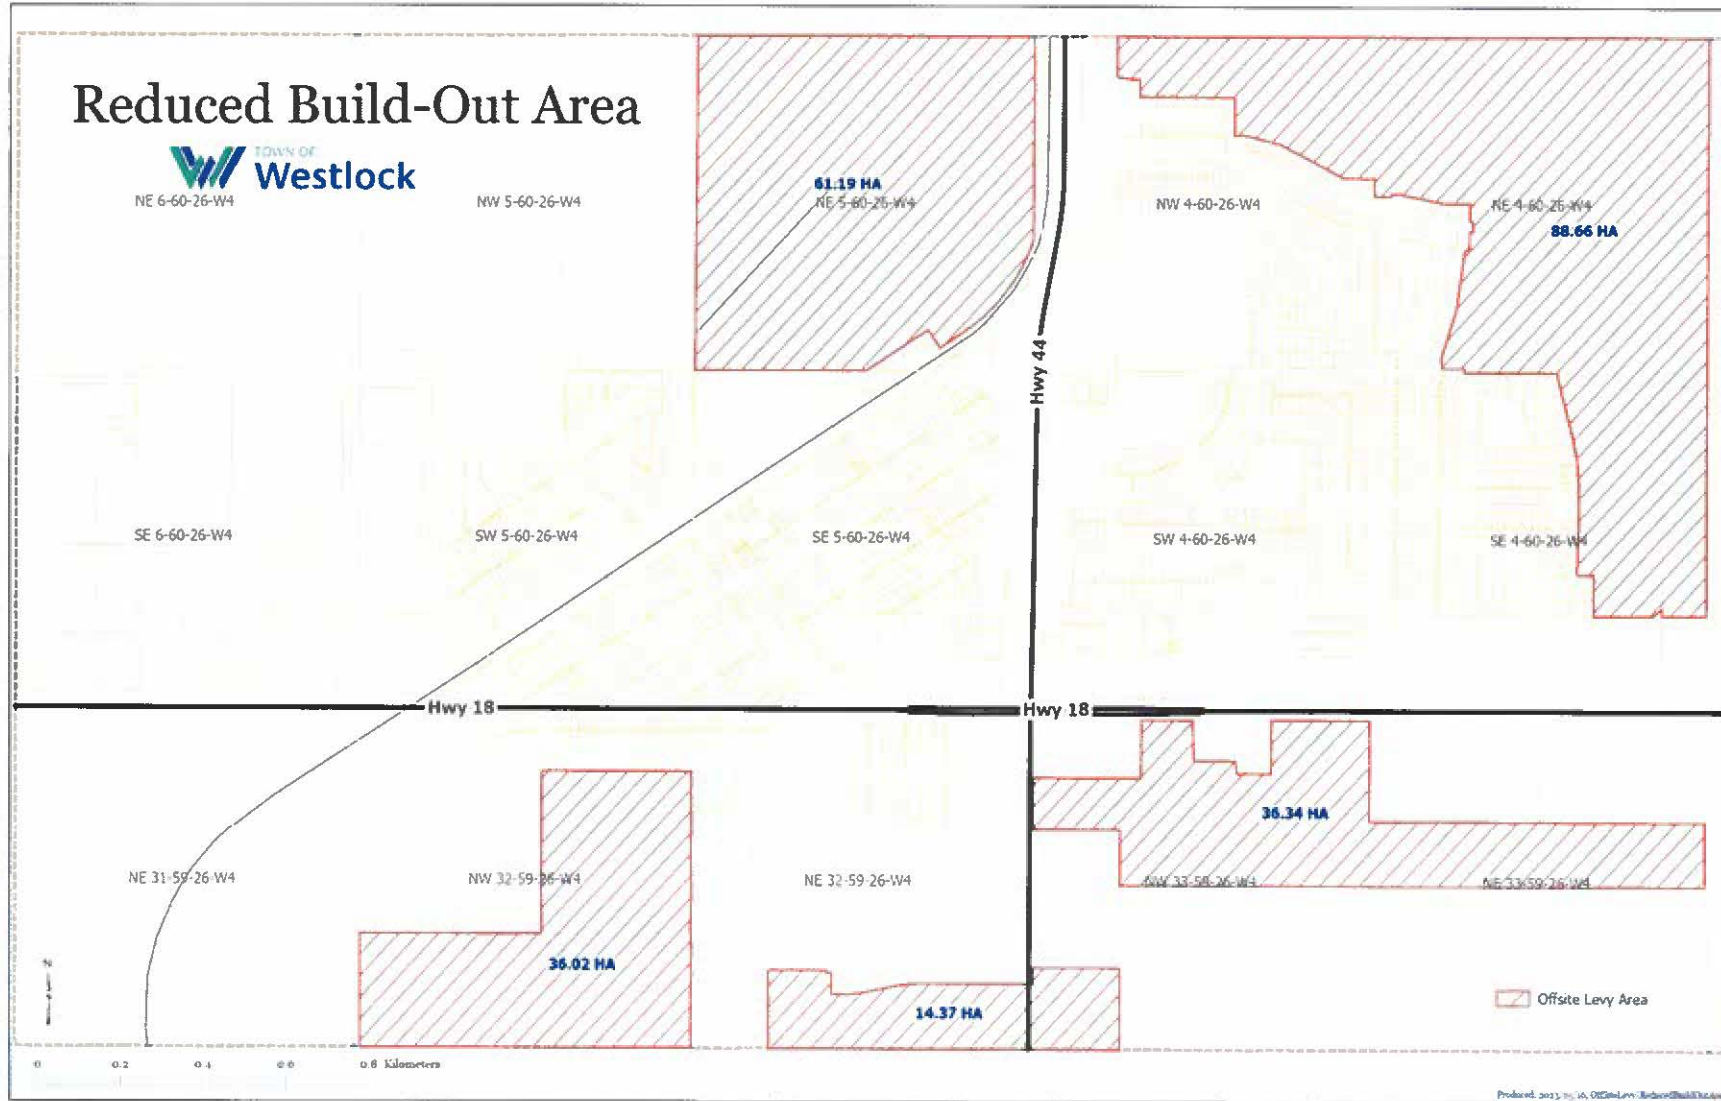 Reduced Build-Out Area
TOWN OF
Westlock
NE 6-60-26-W4
NW 5-60-26-W4
61.19 HA
NE 5-60-26-W4
NW 4-60-26-W4
NE 4-60-26-W4
88.66 HA
Hwy 44
SE 6-60-26-W4
SW 5-60-26-W4
SE 5-60-26-W4
SW 4-60-26-W4
SE 4-60-26-W4
Hwy 18
Hwy 18
36.34 HA
NE 31-59-26-W4
NW 32-59-26-W4
NE 32-59-26-W4
NW 33-59-26-W4
NE 33-59-26-W4
36.02 HA
14.37 HA
N
Offsite Levy Area
0 0.2 0.4 0.6 0.8 Kilometers
Produced: